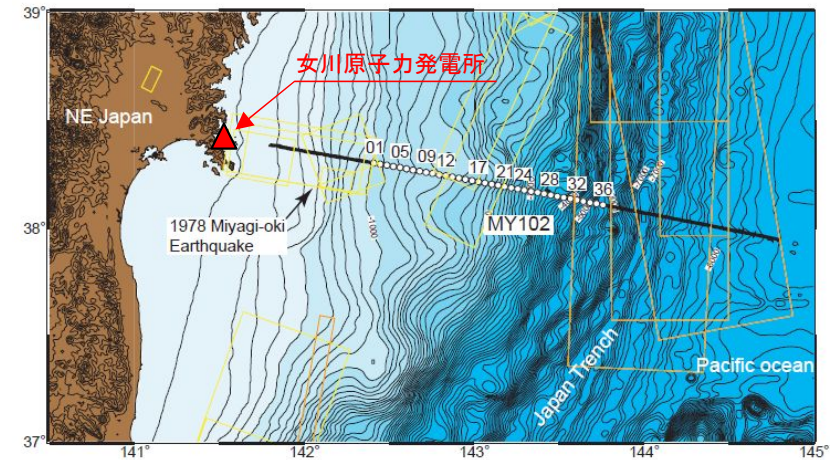 39°
女川原子力発電所
NE Japan
01
05
09
12
17
21
24
28
32
36
38°
1978 Miyagi-oki
Earthquake
MY102
-1000
Japan Trench
Pacific ocean
37°
141°
142°
143°
144°
145°